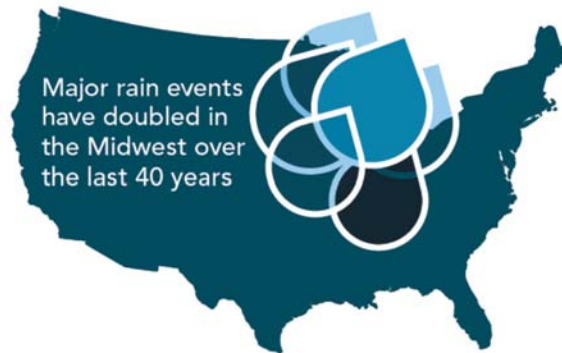 Major rain events
have doubled in
the Midwest over
the last 40 years